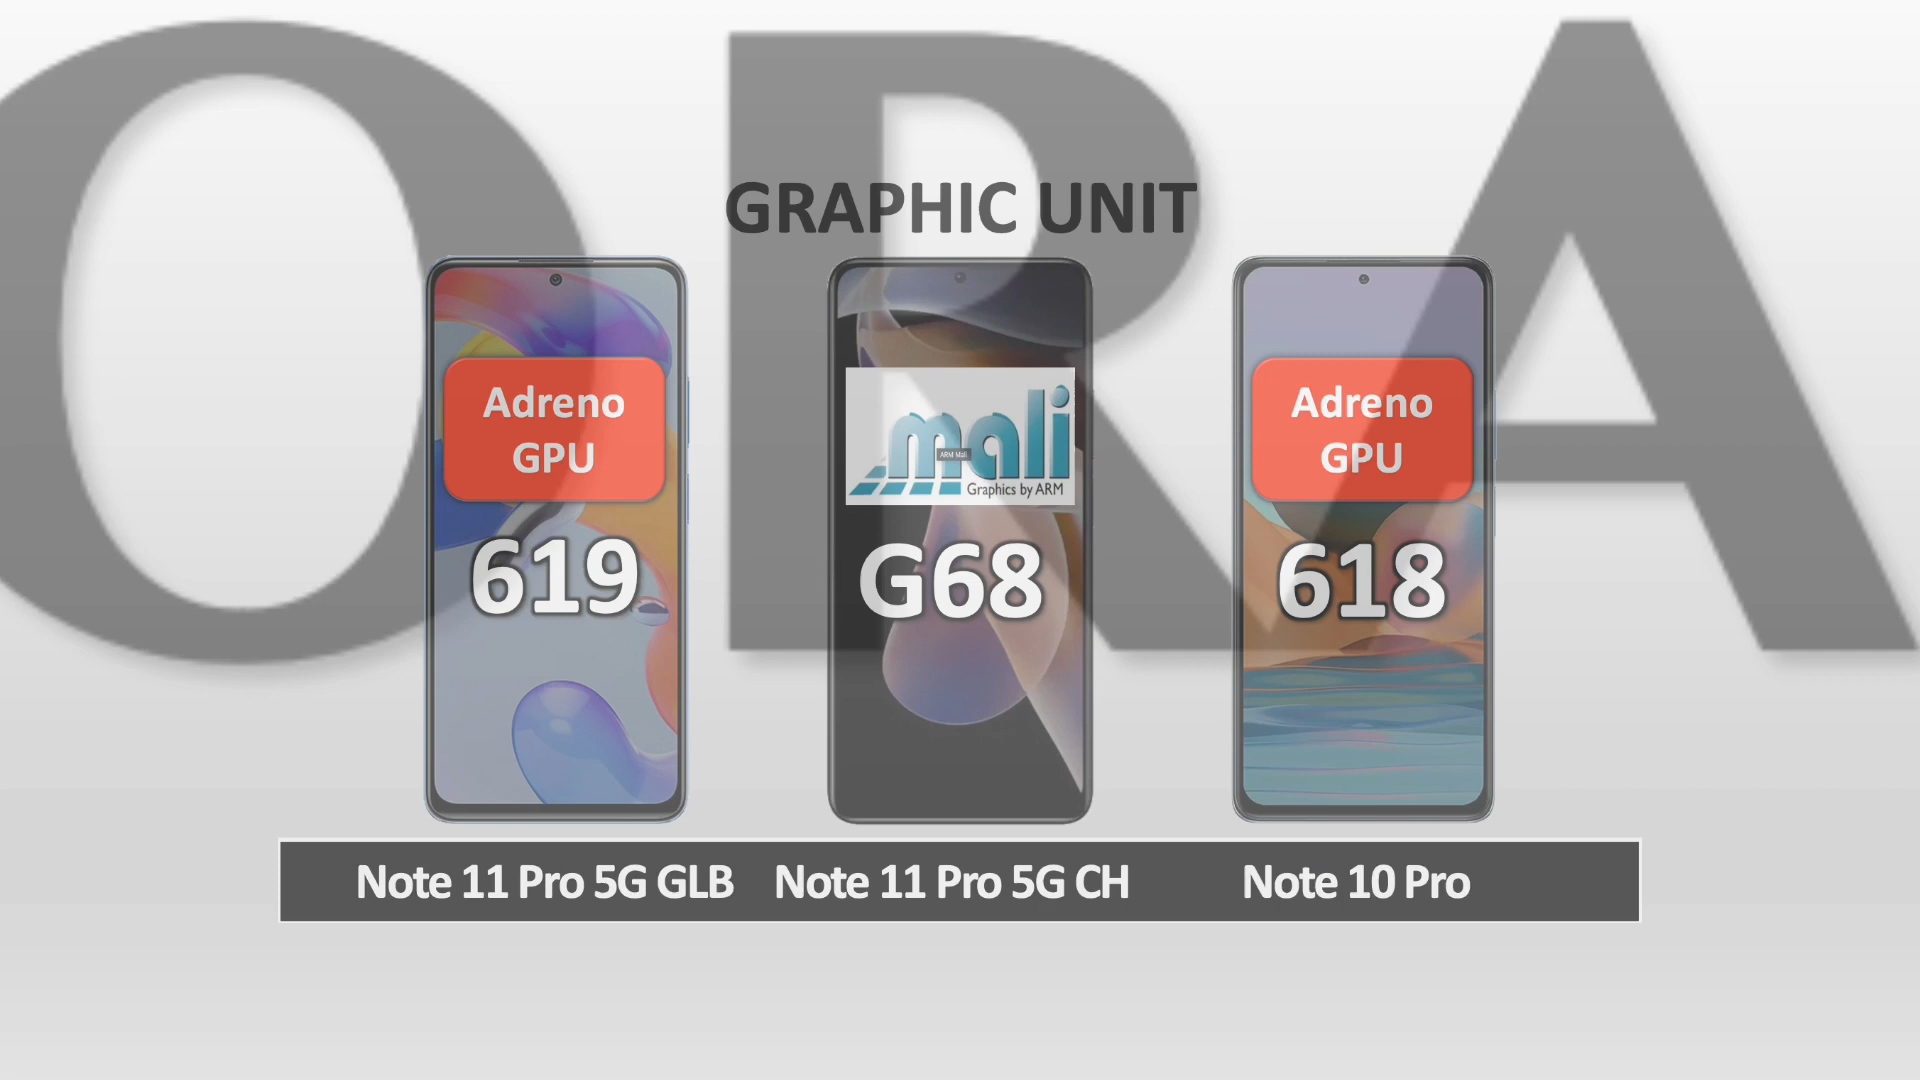 ORA
GRAPHIC UNIT
Adreno
GPU
619
mali
ARM Mali
Graphics by ARM
G68
Adreno
GPU
618
Note 11 Pro 5G GLB
Note 11 Pro 5G CH
Note 10 Pro